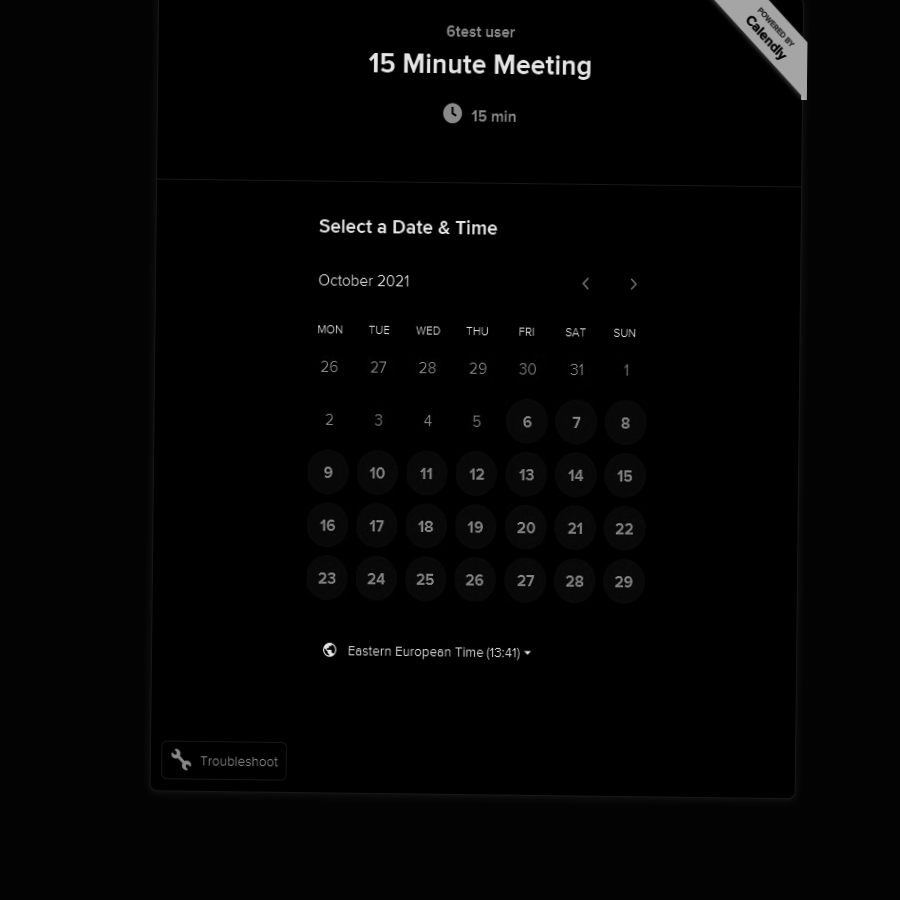 POWERED BY
Calendly
6test user
15 Minute Meeting
15 min
Select a Date & Time
October 2021
MON TUE WED THU FRI SAT SUN
26 27 28 29 30 31 1
2 3 4 5 6 7 8
9 10 11 12 13 14 15
16 17 18 19 20 21 22
23 24 25 26 27 28 29
Eastern European Time (13:41)
Troubleshoot